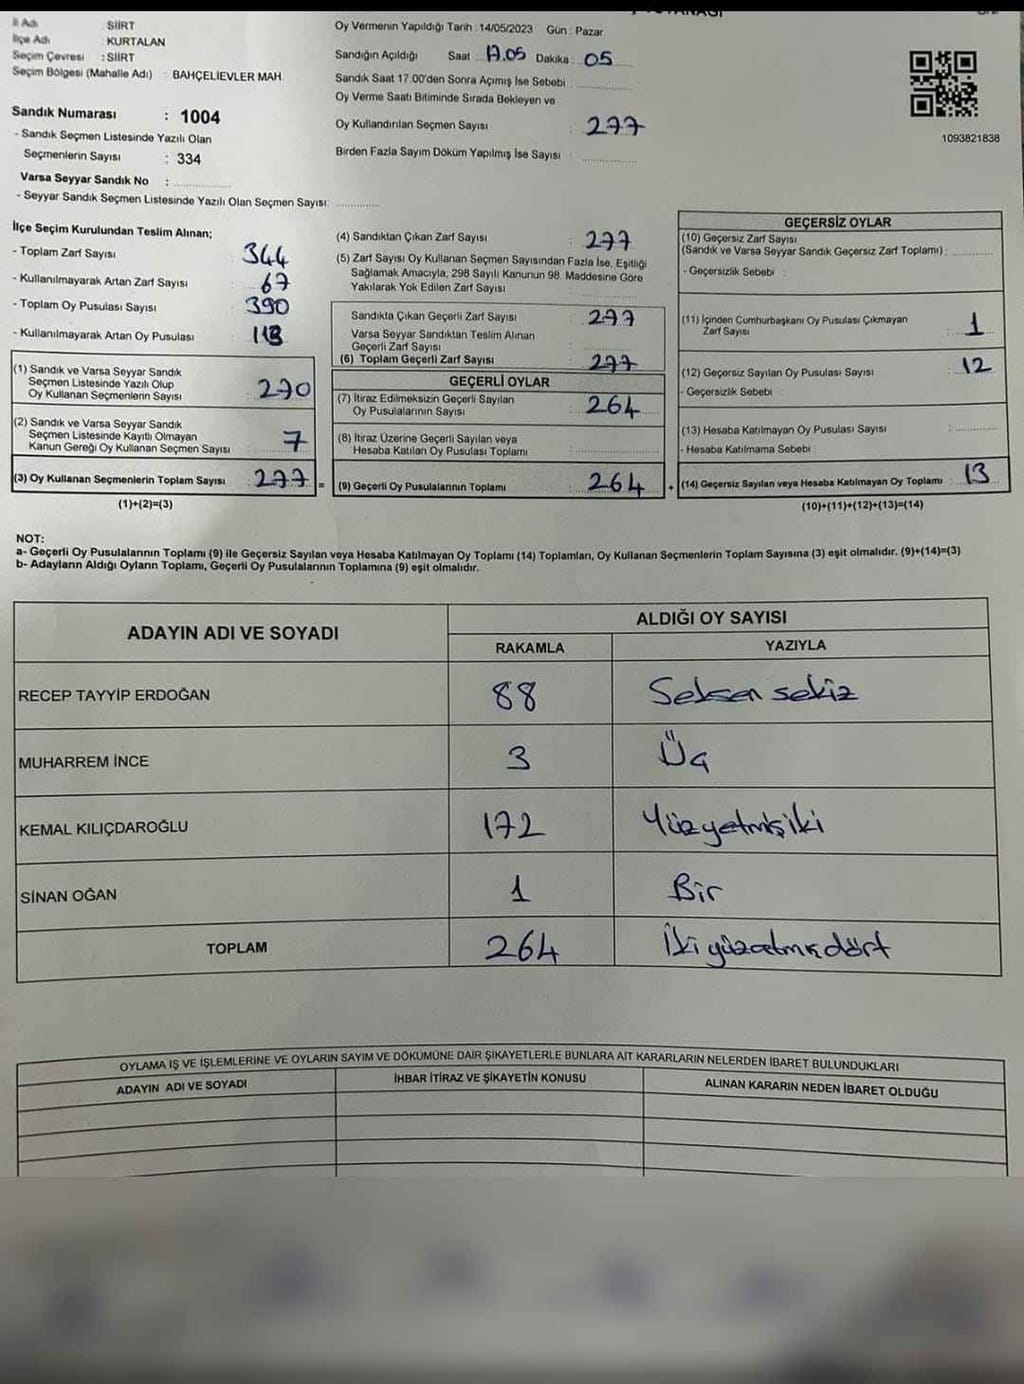 İl Adı : SİİRT
İlçe Adı : KURTALAN
Seçim Çevresi : SİİRT
Seçim Bölgesi (Mahalle Adı) : BAHÇELİEVLER MAH.
Sandık Numarası : 1004
- Sandık Seçmen Listesinde Yazılı Olan
Seçmenlerin Sayısı : 334
Varsa Seyyar Sandık No :
- Seyyar Sandık Seçmen Listesinde Yazılı Olan Seçmen Sayısı:
Oy Vermenin Yapıldığı Tarih : 14/05/2023 Gün : Pazar
Sandığın Açıldığı Saat : 17.05 Dakika : 05
Sandık Saat 17.00'den Sonra Açımış İse Sebebi :
Oy Verme Saati Bitiminde Sırada Bekleyen ve
Oy Kullandırılan Seçmen Sayısı : 277
Birden Fazla Sayım Döküm Yapılmış İse Sayısı :
1093821838
İlçe Seçim Kurulundan Teslim Alınan;
- Toplam Zarf Sayısı : 344
- Kullanılmayarak Artan Zarf Sayısı : 67
- Toplam Oy Pusulası Sayısı : 390
- Kullanılmayarak Artan Oy Pusulası : 113
(1) Sandık ve Varsa Seyyar Sandık
Seçmen Listesinde Yazılı Olup
Oy Kullanan Seçmenlerin Sayısı : 270
(2) Sandık ve Varsa Seyyar Sandık
Seçmen Listesinde Kayıtlı Olmayan
Kanun Gereği Oy Kullanan Seçmen Sayısı : 7
(3) Oy Kullanan Seçmenlerin Toplam Sayısı : 277 =
(1)+(2)=(3)
(4) Sandıktan Çıkan Zarf Sayısı : 277
(5) Zarf Sayısı Oy Kullanan Seçmen Sayısından Fazla İse, Eşitliği
Sağlamak Amacıyla, 298 Sayılı Kanunun 98. Maddesine Göre
Yakılarak Yok Edilen Zarf Sayısı :
Sandıkta Çıkan Geçerli Zarf Sayısı : 277
Varsa Seyyar Sandıktan Teslim Alınan
Geçerli Zarf Sayısı :
(6) Toplam Geçerli Zarf Sayısı : 277
GEÇERLİ OYLAR
(7) İtiraz Edilmeksizin Geçerli Sayılan
Oy Pusulalarının Sayısı : 264
(8) İtiraz Üzerine Geçerli Sayılan veya
Hesaba Katılan Oy Pusulası Toplamı :
(9) Geçerli Oy Pusulalarının Toplamı : 264 +
GEÇERSİZ OYLAR
(10) Geçersiz Zarf Sayısı
(Sandık ve Varsa Seyyar Sandık Geçersiz Zarf Toplamı) :
- Geçersizlik Sebebi :
(11) İçinden Cumhurbaşkanı Oy Pusulası Çıkmayan
Zarf Sayısı : 1
(12) Geçersiz Sayılan Oy Pusulası Sayısı : 12
- Geçersizlik Sebebi :
(13) Hesaba Katılmayan Oy Pusulası Sayısı :
- Hesaba Katılmama Sebebi
(14) Geçersiz Sayılan veya Hesaba Katılmayan Oy Toplamı : 13
(10)+(11)+(12)+(13)=(14)
NOT:
a- Geçerli Oy Pusulalarının Toplamı (9) ile Geçersiz Sayılan veya Hesaba Katılmayan Oy Toplamı (14) Toplamları, Oy Kullanan Seçmenlerin Toplam Sayısına (3) eşit olmalıdır. (9)+(14)=(3)
b- Adayların Aldığı Oyların Toplamı, Geçerli Oy Pusulalarının Toplamına (9) eşit olmalıdır.
ADAYIN ADI VE SOYADI ALDIĞI OY SAYISI
RAKAMLA YAZIYLA
RECEP TAYYİP ERDOĞAN 88 Seksen sekiz
MUHARREM İNCE 3 Üç
KEMAL KILIÇDAROĞLU 172 Yüzyetmişiki
SİNAN OĞAN 1 Bir
TOPLAM 264 İkiyüzaltmışdört
OYLAMA İŞ VE İŞLEMLERİNE VE OYLARIN SAYIM VE DÖKÜMÜNE DAİR ŞİKAYETLERLE BUNLARA AİT KARARLARIN NELERDEN İBARET BULUNDUKLARI
ADAYIN ADI VE SOYADI İHBAR İTİRAZ VE ŞİKAYETİN KONUSU ALINAN KARARIN NEDEN İBARET OLDUĞU